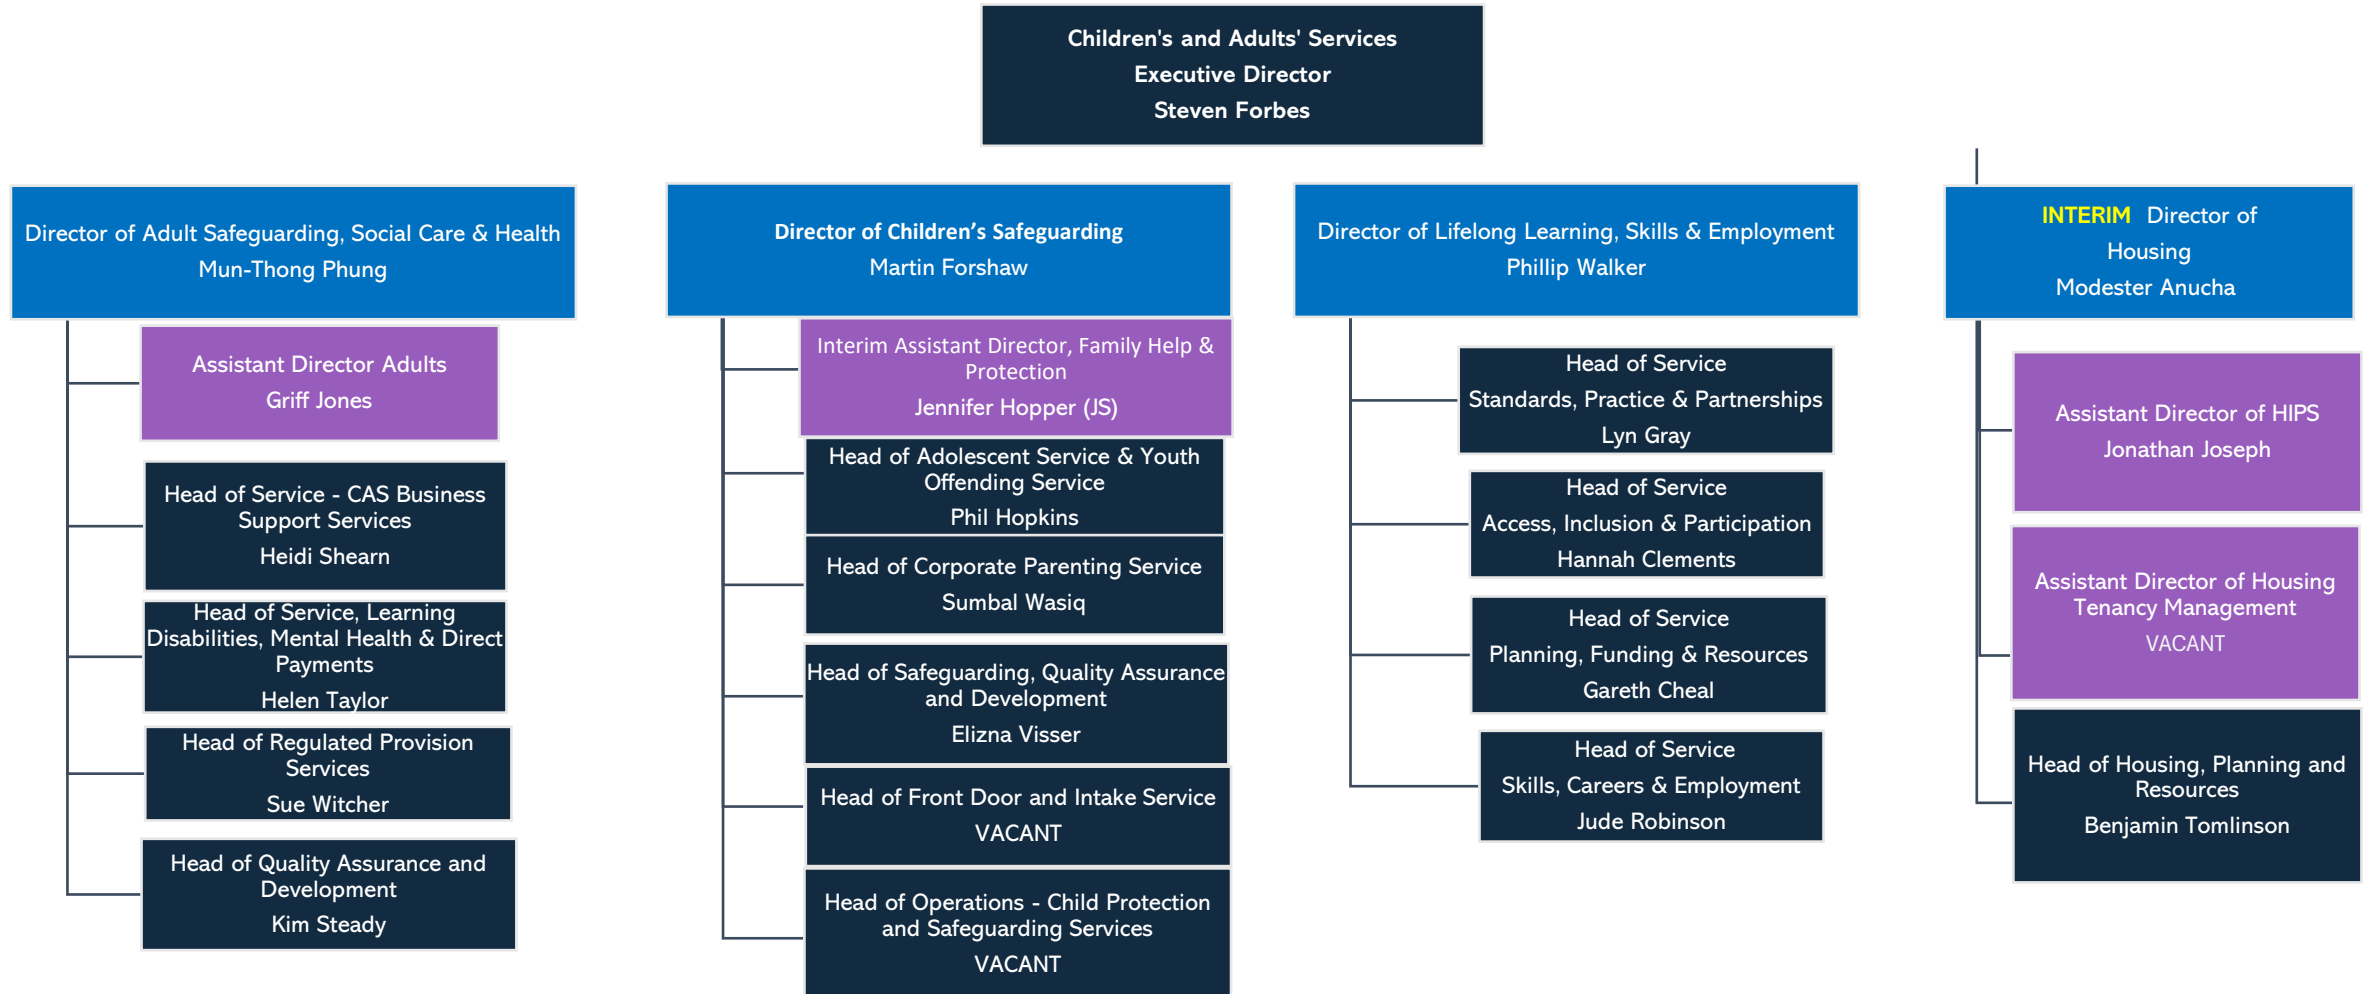 Children's and Adults' Services
Executive Director
Steven Forbes
Director of Adult Safeguarding, Social Care & Health
Mun-Thong Phung
Assistant Director Adults
Griff Jones
Head of Service - CAS Business
Support Services
Heidi Shearn
Head of Service, Learning
Disabilities, Mental Health & Direct
Payments
Helen Taylor
Head of Regulated Provision
Services
Sue Witcher
Head of Quality Assurance and
Development
Kim Steady
Director of Children’s Safeguarding
Martin Forshaw
Interim Assistant Director, Family Help &
Protection
Jennifer Hopper (JS)
Head of Adolescent Service & Youth
Offending Service
Phil Hopkins
Head of Corporate Parenting Service
Sumbal Wasiq
Head of Safeguarding, Quality Assurance
and Development
Elizna Visser
Head of Front Door and Intake Service
VACANT
Head of Operations - Child Protection
and Safeguarding Services
VACANT
Director of Lifelong Learning, Skills & Employment
Phillip Walker
Head of Service
Standards, Practice & Partnerships
Lyn Gray
Head of Service
Access, Inclusion & Participation
Hannah Clements
Head of Service
Planning, Funding & Resources
Gareth Cheal
Head of Service
Skills, Careers & Employment
Jude Robinson
INTERIM Director of
Housing
Modester Anucha
Assistant Director of HIPS
Jonathan Joseph
Assistant Director of Housing
Tenancy Management
VACANT
Head of Housing, Planning and
Resources
Benjamin Tomlinson